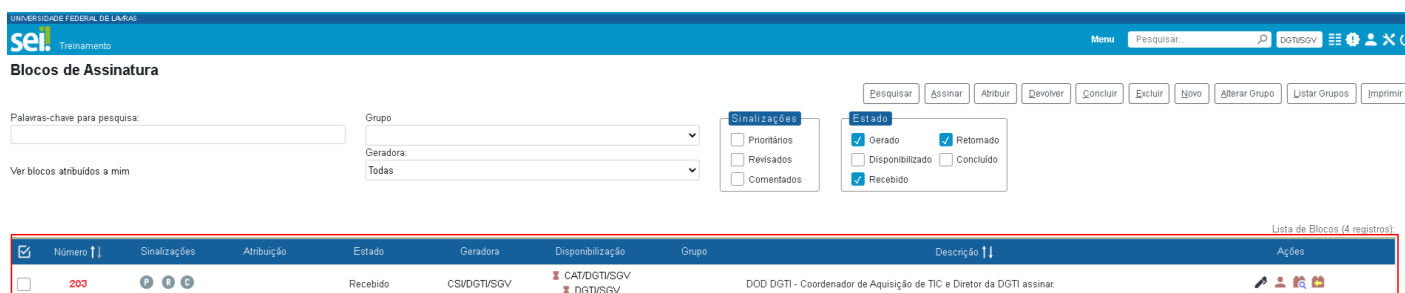 UNIVERSIDADE FEDERAL DE LAVRAS
sei! Treinamento Menu Pesquisar... DGTI/SGV
Blocos de Assinatura
Pesquisar Assinar Atribuir Devolver Concluir Excluir Novo Alterar Grupo Listar Grupos Imprimir
Palavras-chave para pesquisa:
Grupo
Geradora:
Todas
Ver blocos atribuídos a mim
Sinalizações
Prioritários
Revisados
Comentados
Estado
Gerado Retornado
Disponibilizado Concluído
Recebido
Lista de Blocos (4 registros):
Número Sinalizações Atribuição Estado Geradora Disponibilização Grupo Descrição Ações
203 P R C Recebido CSI/DGTI/SGV CAT/DGTI/SGV DOD DGTI - Coordenador de Aquisição de TIC e Diretor da DGTI assinar.
DGTI/SGV